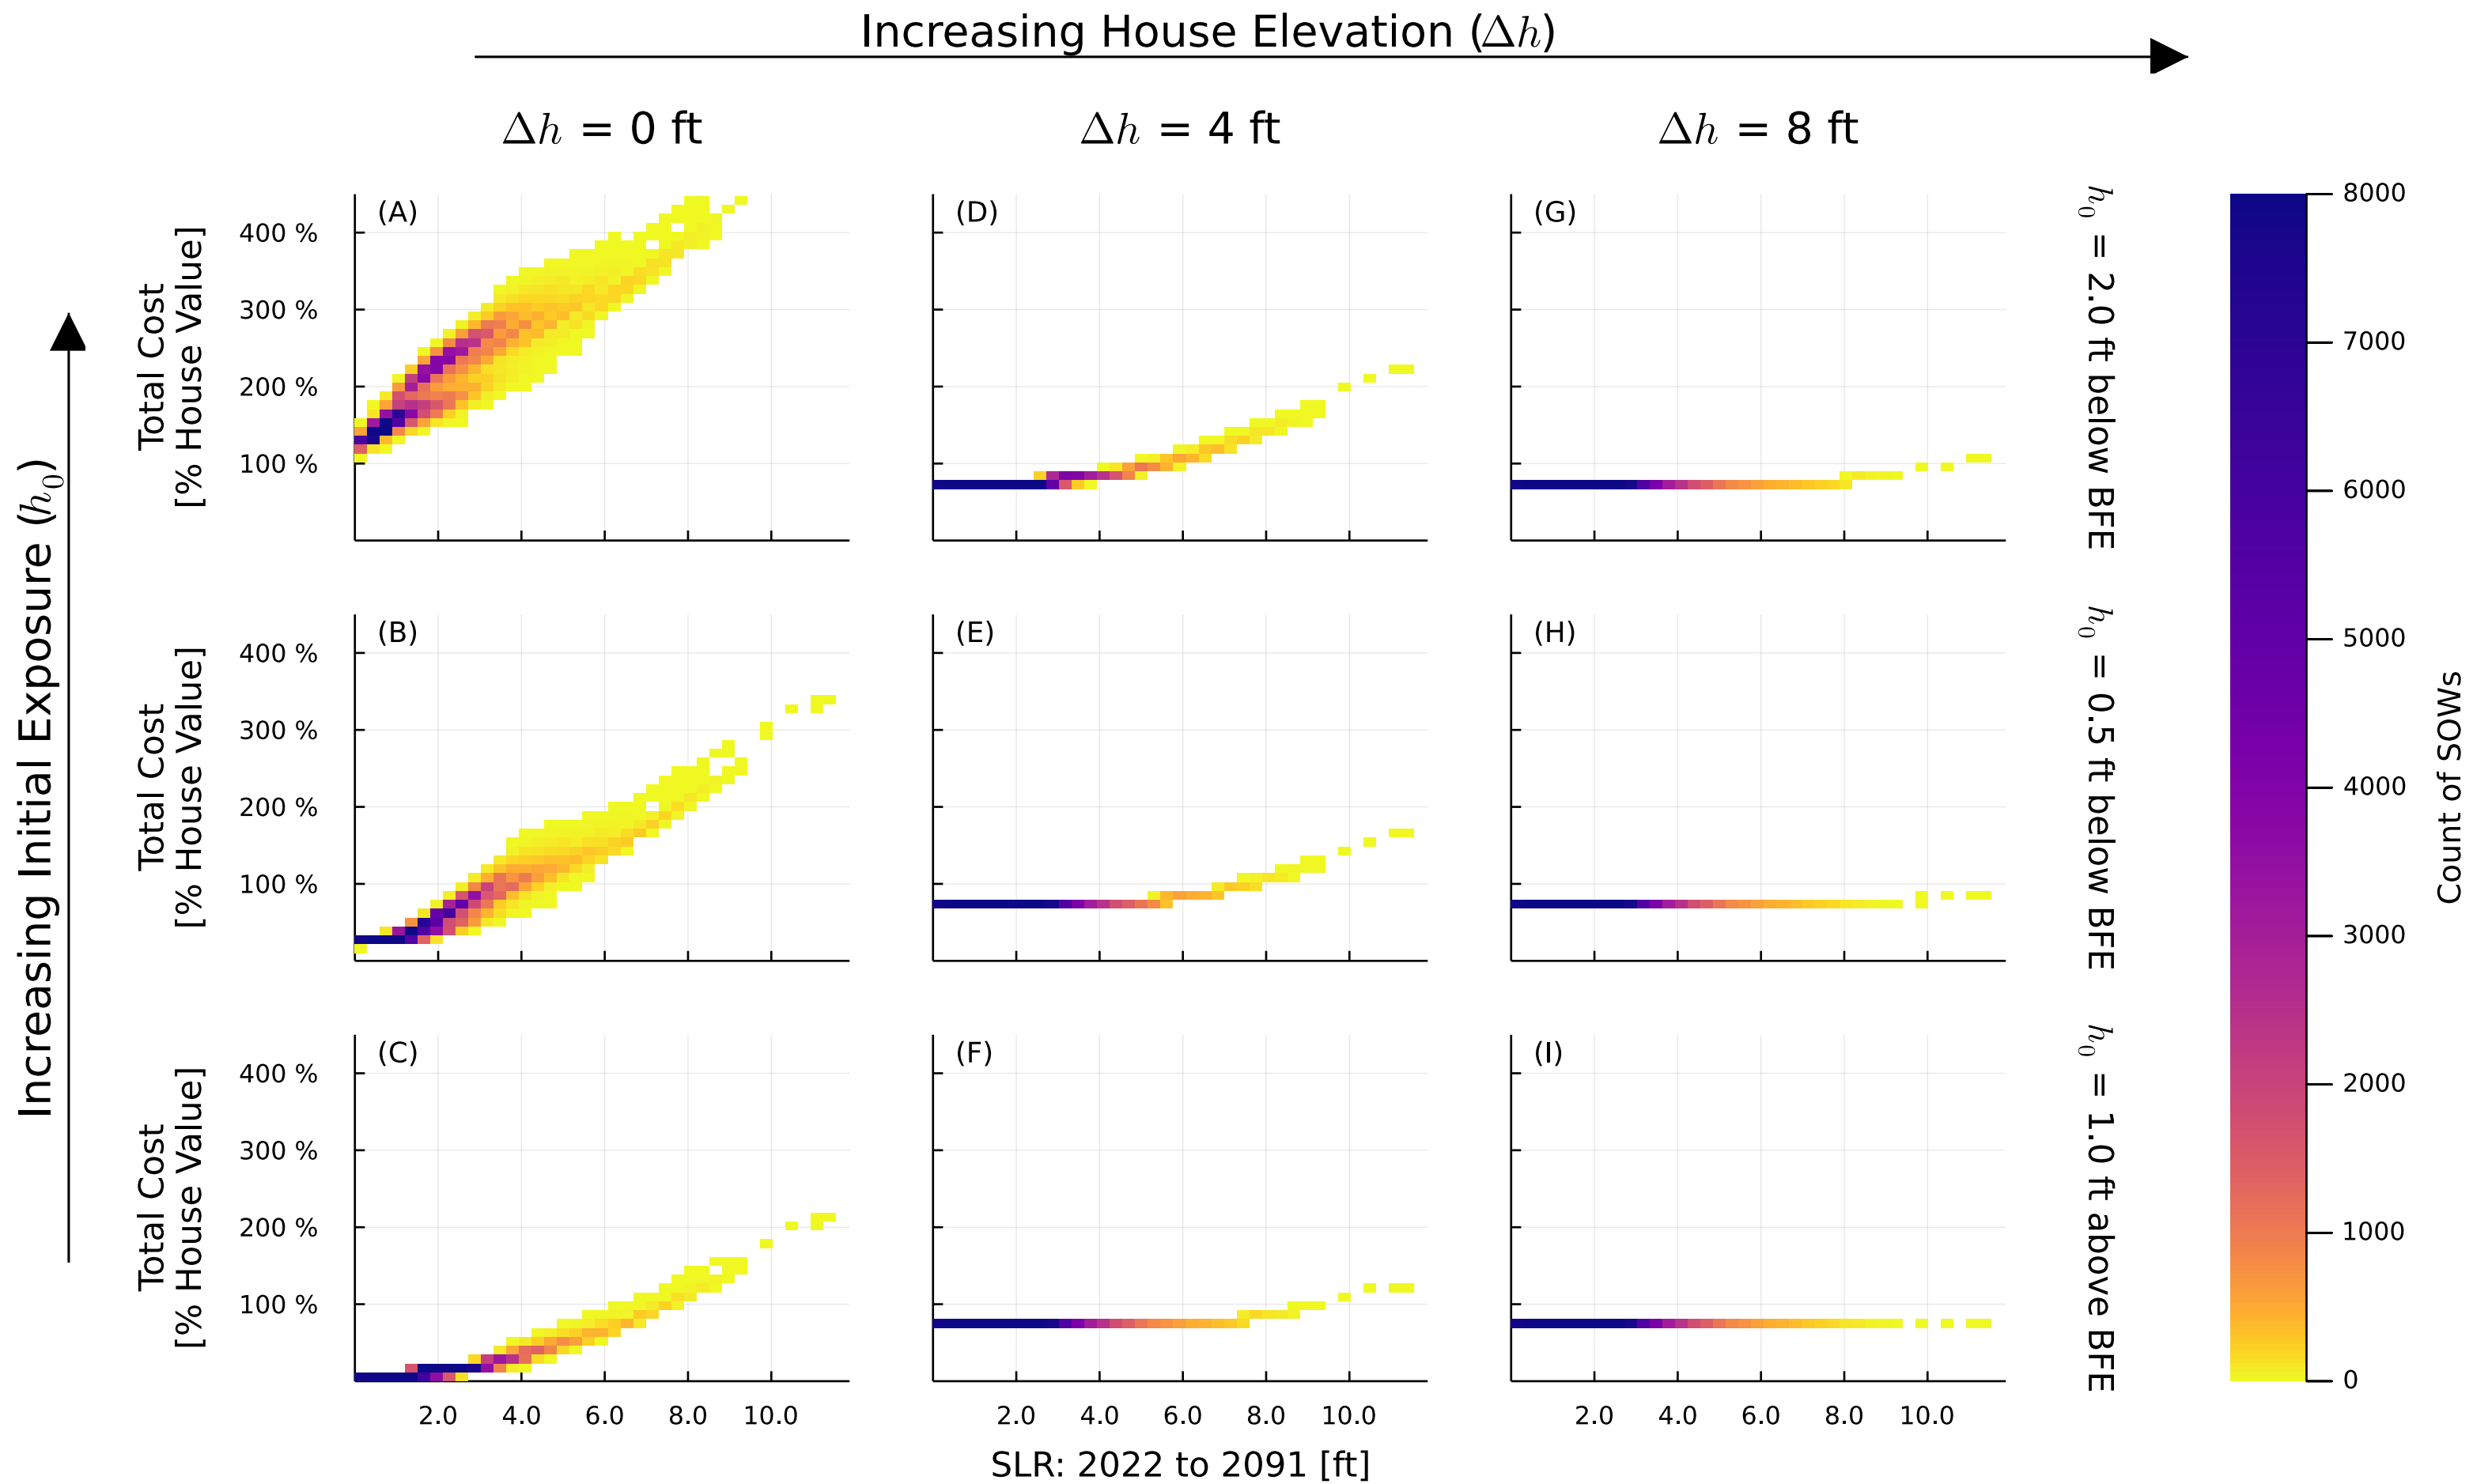 Increasing House Elevation (Δh)
Δh = 0 ft
Δh = 4 ft
Δh = 8 ft
Increasing Initial Exposure (h₀)
Total Cost
[% House Value]
400 %
300 %
200 %
100 %
(A)
(D)
(G)
h₀ = 2.0 ft below BFE
Total Cost
[% House Value]
400 %
300 %
200 %
100 %
(B)
(E)
(H)
h₀ = 0.5 ft below BFE
Total Cost
[% House Value]
400 %
300 %
200 %
100 %
(C)
(F)
(I)
h₀ = 1.0 ft above BFE
2.0 4.0 6.0 8.0 10.0
2.0 4.0 6.0 8.0 10.0
2.0 4.0 6.0 8.0 10.0
SLR: 2022 to 2091 [ft]
8000
7000
6000
5000
4000
3000
2000
1000
0
Count of SOWs